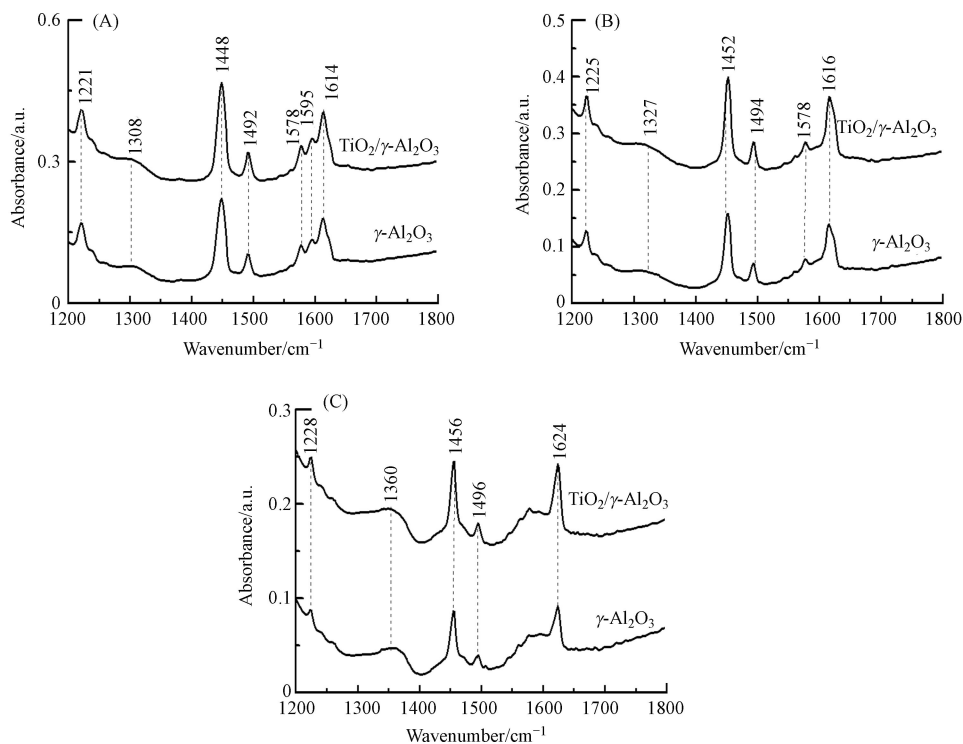 (A)
0.6
0.3
0
Absorbance/a.u.
1221
1308
1448
1492
1578
1595
1614
TiO₂/γ-Al₂O₃
γ-Al₂O₃
1200 1300 1400 1500 1600 1700 1800
Wavenumber/cm⁻¹
(B)
0.5
0.4
0.3
0.2
0.1
0
Absorbance/a.u.
1225
1327
1452
1494
1578
1616
TiO₂/γ-Al₂O₃
γ-Al₂O₃
1200 1300 1400 1500 1600 1700 1800
Wavenumber/cm⁻¹
(C)
0.3
0.2
0.1
0
Absorbance/a.u.
1228
1360
1456
1496
1624
TiO₂/γ-Al₂O₃
γ-Al₂O₃
1200 1300 1400 1500 1600 1700 1800
Wavenumber/cm⁻¹